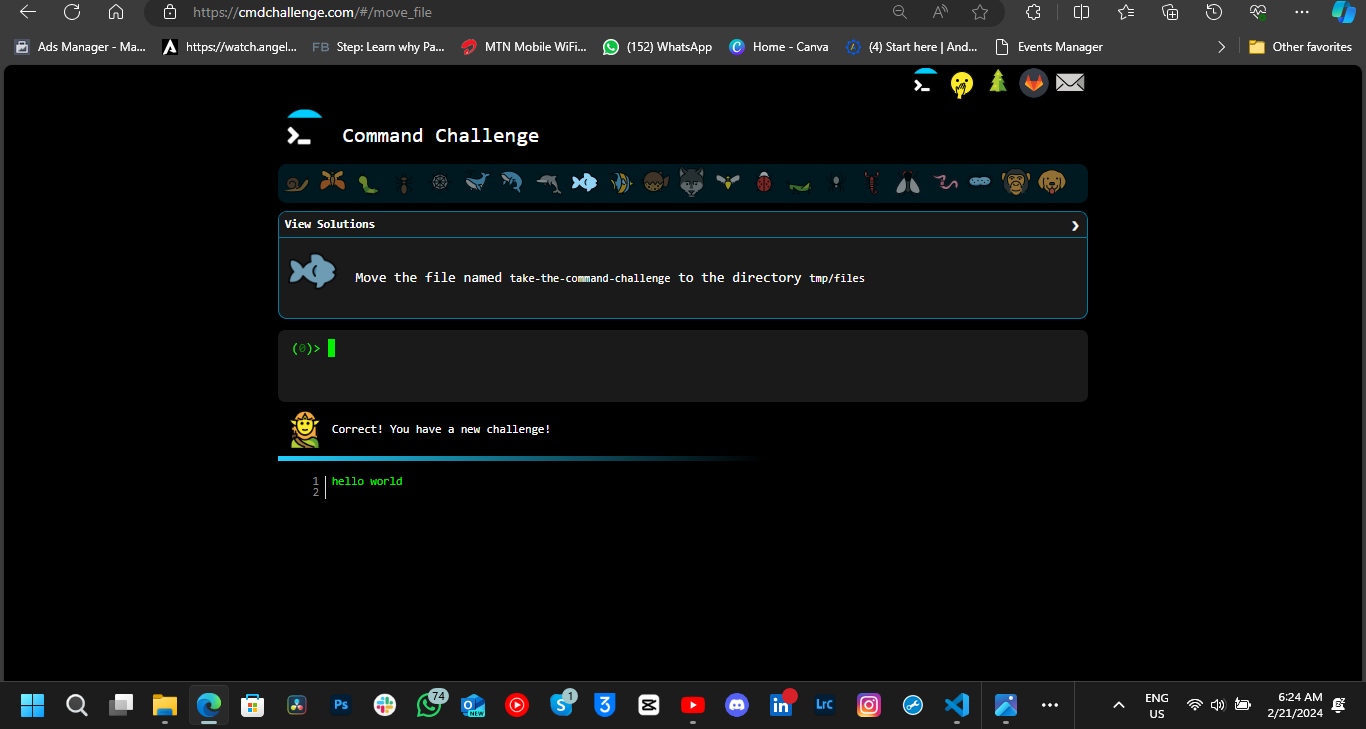 https://cmdchallenge.com/#/move_file
Ads Manager - Ma...
https://watch.angel...
FB Step: Learn why Pa...
MTN Mobile WiFi...
(152) WhatsApp
Home - Canva
(4) Start here | And...
Events Manager
Other favorites
Command Challenge
View Solutions
Move the file named take-the-command-challenge to the directory tmp/files
(0)>
Correct! You have a new challenge!
1 hello world
2
Ps
74
NEW
1
Lrc
ENG
US
6:24 AM
2/21/2024